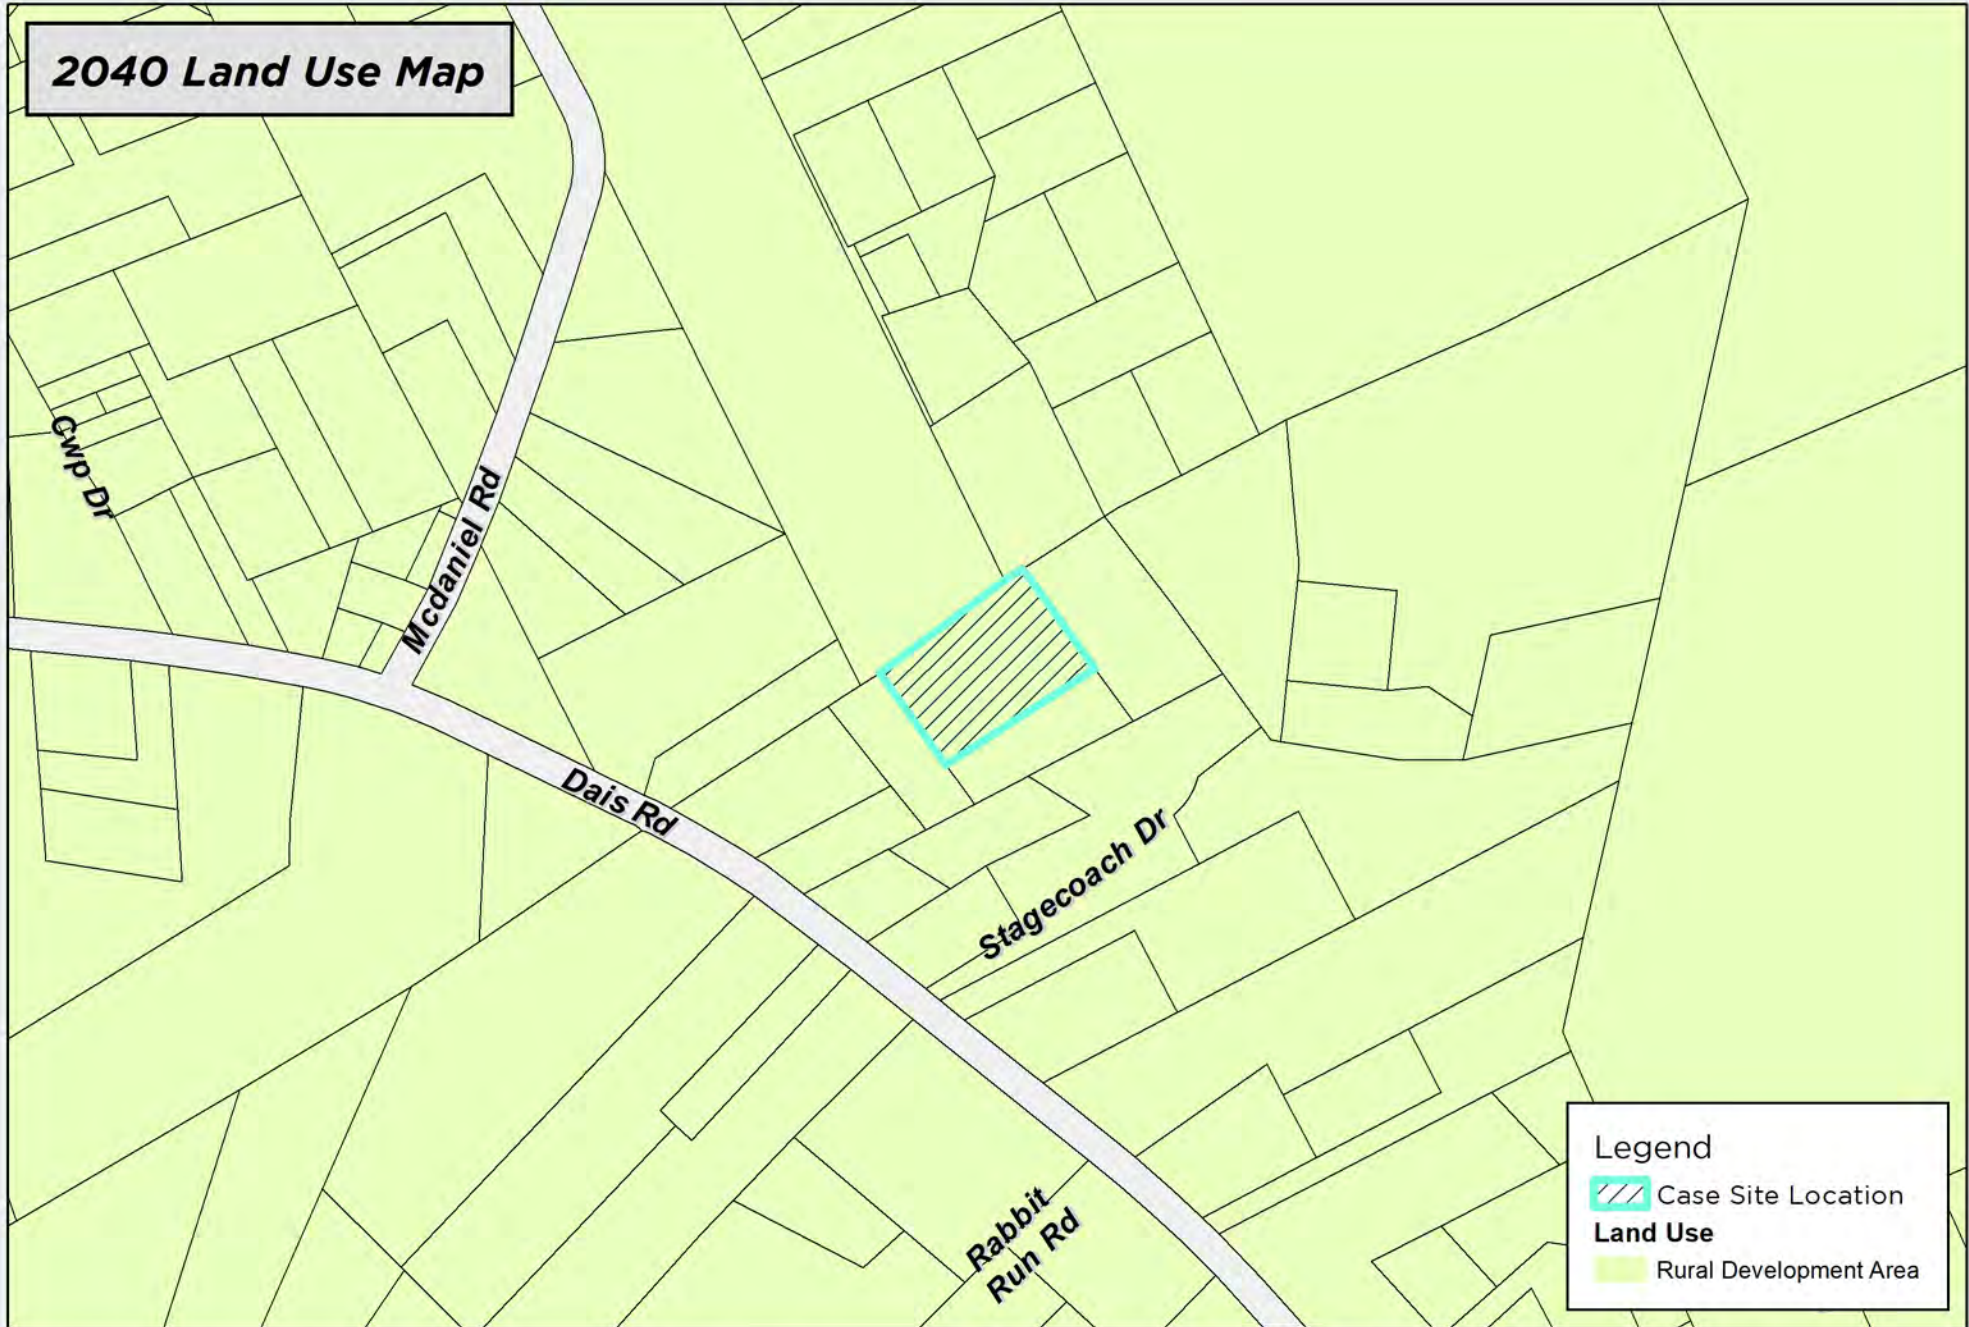 2040 Land Use Map
Cwp Dr
Mcdaniel Rd
Dais Rd
Stagecoach Dr
Rabbit
Run Rd
Legend
Case Site Location
Land Use
Rural Development Area